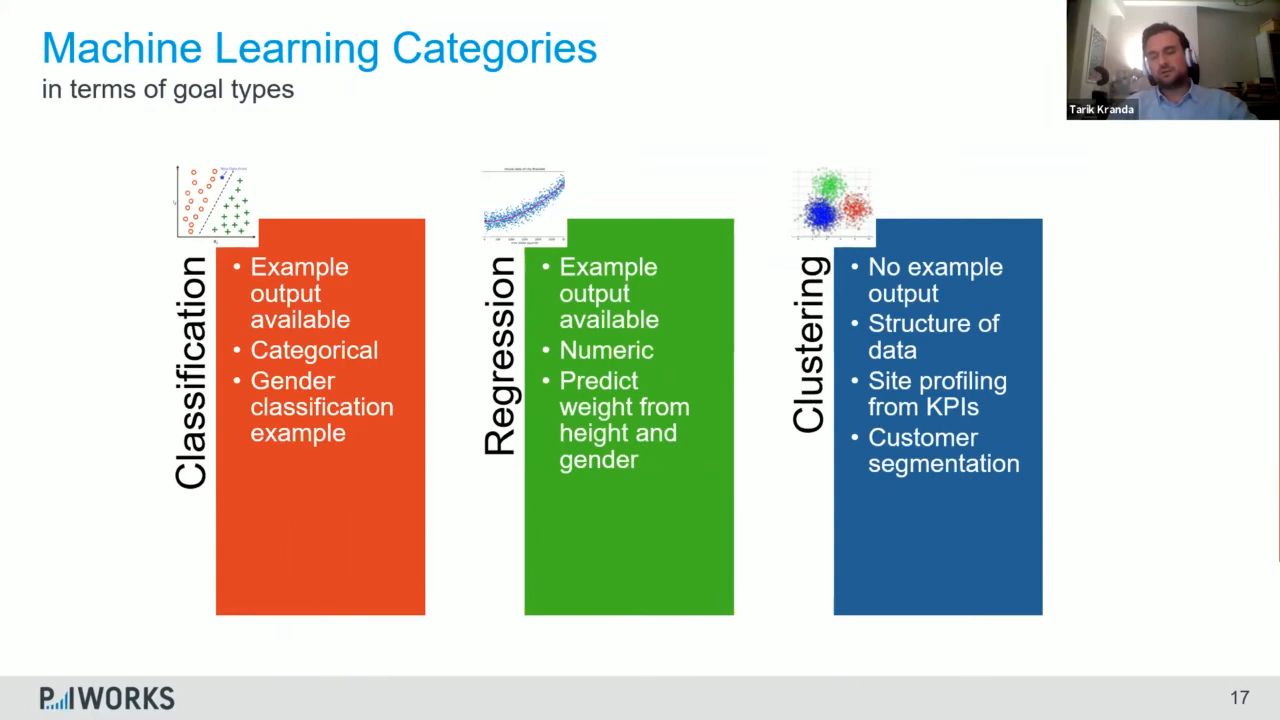 Machine Learning Categories
in terms of goal types
Tarik Kranda
Classification
• Example
output
available
• Categorical
• Gender
classification
example
Regression
• Example
output
available
• Numeric
• Predict
weight from
height and
gender
Clustering
• No example
output
• Structure of
data
• Site profiling
from KPIs
• Customer
segmentation
P.I WORKS
17